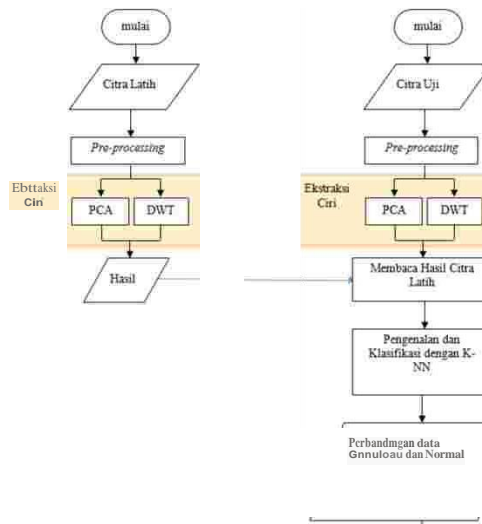 mulai
Citra Latih
Pre-processing
Ebttaksi
Ciri
PCA
DWT
Hasil
mulai
Citra Uji
Pre-processing
Ekstraksi
Ciri
PCA
DWT
Membaca Hasil Citra
Latih
Pengenalan dan
Klasifikasi dengan K-
NN
Perbandmgan data
Gnnuloau dan Normal